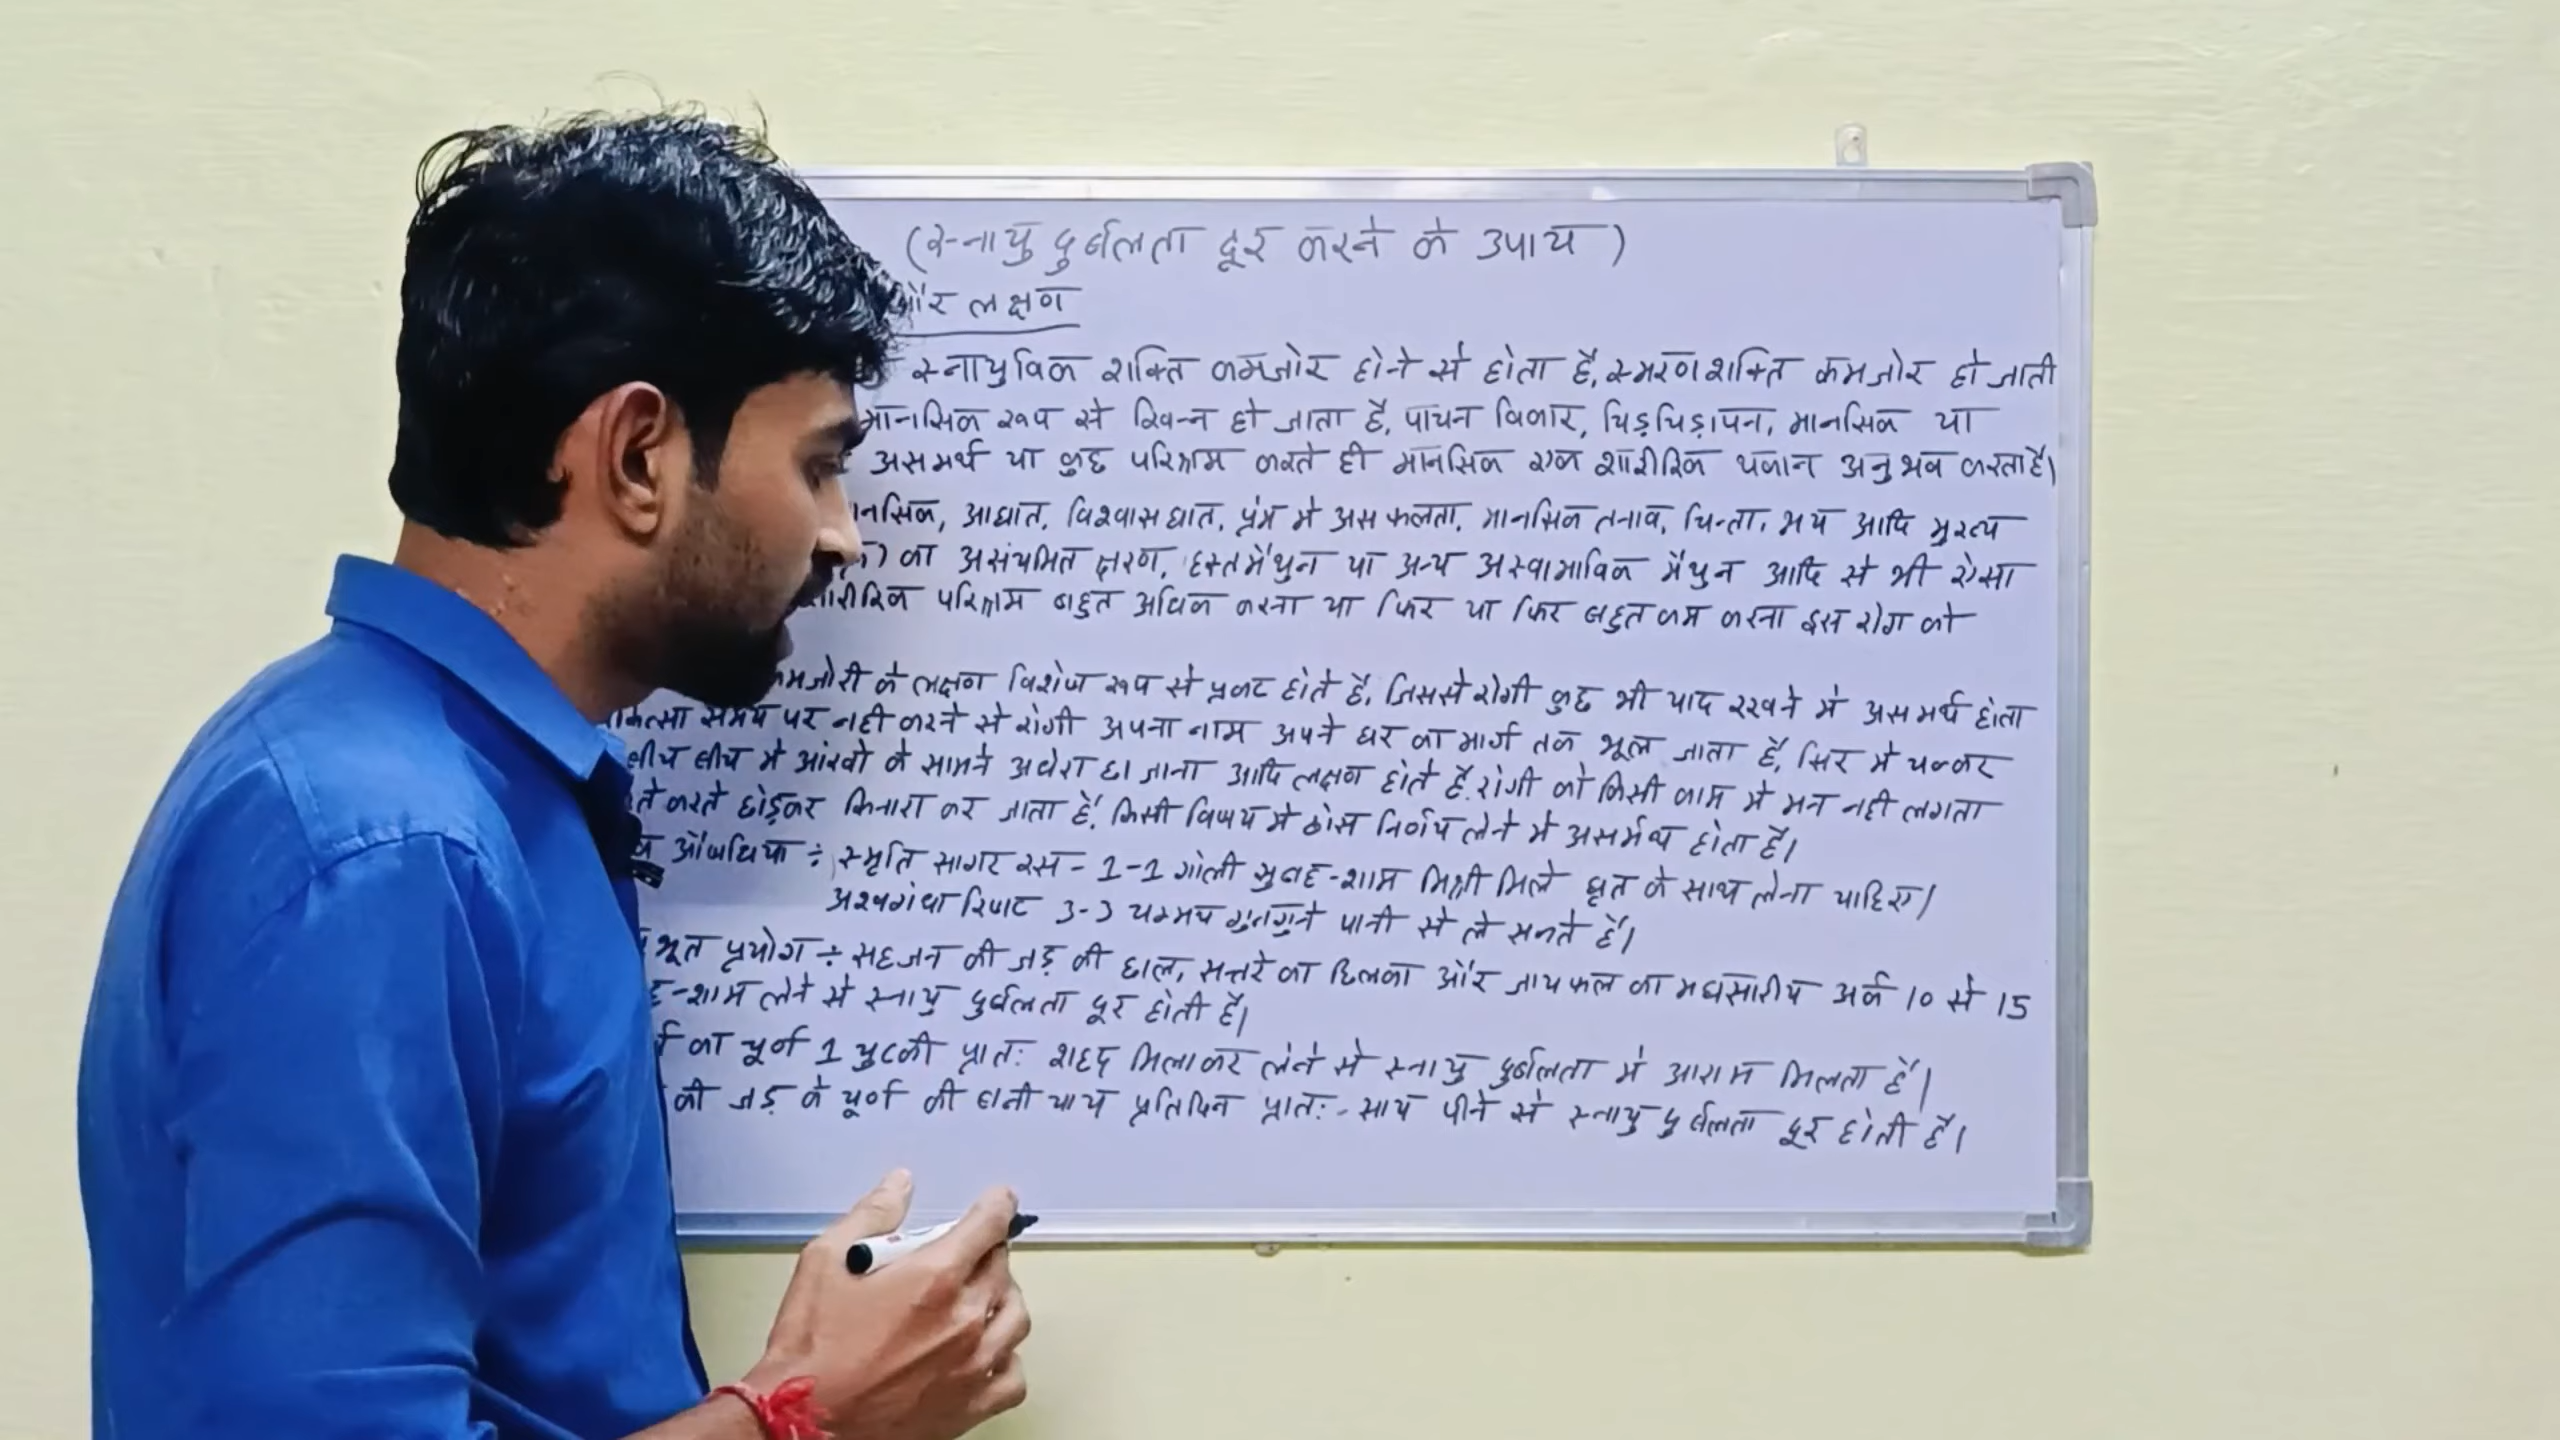 (स्नायु दुर्बलता दूर करने के उपाय)
और लक्षण
स्नायुविक शक्ति कमजोर होने से होता है, स्मरण शक्ति कमजोर हो जाती
मानसिक रूप से खिन्न हो जाता है, पाचन विकार, चिड़चिड़ापन, मानसिक या
असमर्थ या कुछ परिश्रम करते ही मानसिक एव शारीरिक थकान अनुभव करता है।
मानसिक, आघात, विश्वासघात, प्रेम मे असफलता, मानसिक तनाव, चिन्ता, भय आदि मुख्य
का असंयमित क्षरण, हस्तमैथुन या अन्य अस्वाभाविक मैथुन आदि से भी ऐसा
शारीरिक परिश्रम बहुत अधिक करना या फिर या फिर बहुत कम करना इस रोग को
कमजोरी के लक्षण विशेष रूप से प्रकट होते है, जिससे रोगी कुछ भी याद रखने मे असमर्थ होता
चिकित्सा समय पर नही करने से रोगी अपना नाम अपने घर का मार्ग तक भूल जाता है, सिर मे चक्कर
बीच बीच मे आंखो के सामने अधेरा छा जाना आदि लक्षण होते है. रोगी को किसी काम मे मन नही लगता
करते छोड़कर किनारा कर जाता है, किसी विषय मे ठोस निर्णय लेने मे असमर्थ होता है।
औषधिया ÷ स्मृति सागर रस - 1-1 गोली सुबह-शाम मिश्री मिले घृत के साथ लेना चाहिए।
अश्वगंधारिष्ट 3-3 चम्मच गुनगुने पानी से ले सकते है।
भूत प्रयोग ÷ सहजन की जड़ की छाल, सत्तरे का छिलका और जायफल का मद्यसारीय अर्क 10 से 15
-शाम लेने से स्नायु दुर्बलता दूर होती है।
का चूर्ण 1 चुटकी प्रातः शहद मिलाकर लेने से स्नायु दुर्बलता मे आराम मिलता है।
की जड़ के चूर्ण की बनी चाय प्रतिदिन प्रातः- साय पीने से स्नायु दुर्बलता दूर होती है।